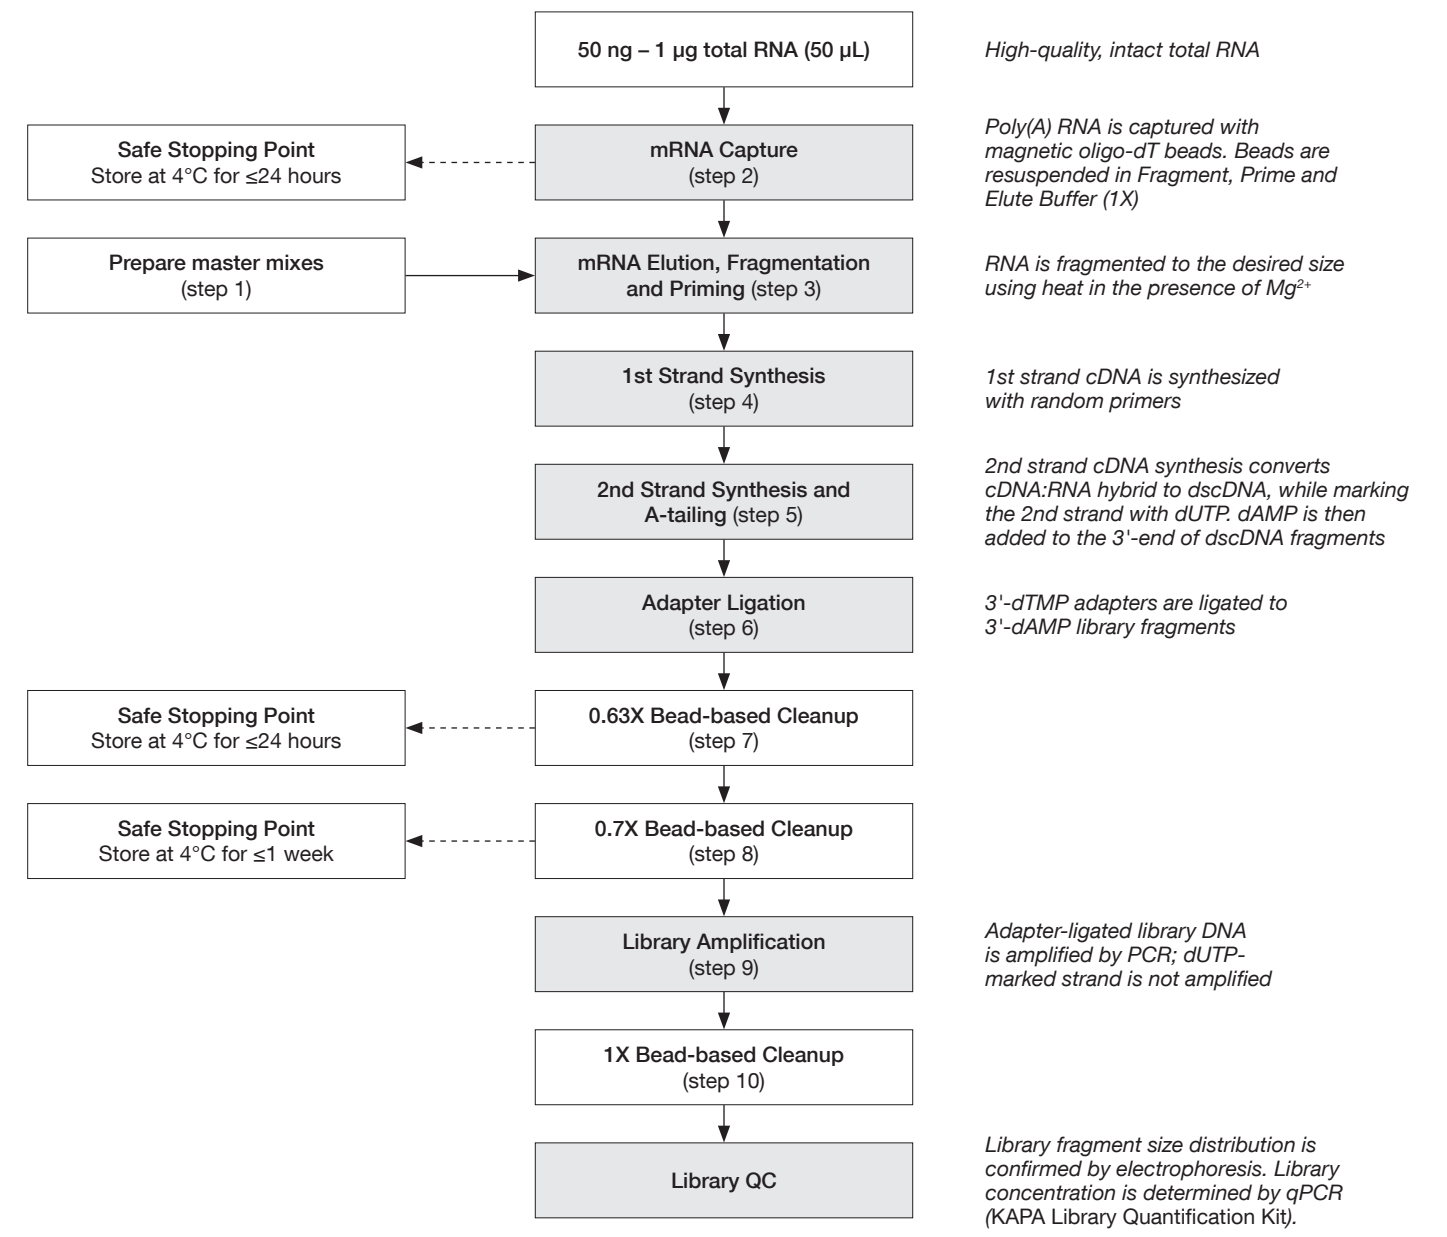 50 ng – 1 µg total RNA (50 µL)
High-quality, intact total RNA
Safe Stopping Point
Store at 4°C for ≤24 hours
mRNA Capture
(step 2)
Poly(A) RNA is captured with
magnetic oligo-dT beads. Beads are
resuspended in Fragment, Prime and
Elute Buffer (1X)
Prepare master mixes
(step 1)
mRNA Elution, Fragmentation
and Priming (step 3)
RNA is fragmented to the desired size
using heat in the presence of Mg²⁺
1st Strand Synthesis
(step 4)
1st strand cDNA is synthesized
with random primers
2nd Strand Synthesis and
A-tailing (step 5)
2nd strand cDNA synthesis converts
cDNA:RNA hybrid to dscDNA, while marking
the 2nd strand with dUTP. dAMP is then
added to the 3'-end of dscDNA fragments
Adapter Ligation
(step 6)
3'-dTMP adapters are ligated to
3'-dAMP library fragments
Safe Stopping Point
Store at 4°C for ≤24 hours
0.63X Bead-based Cleanup
(step 7)
Safe Stopping Point
Store at 4°C for ≤1 week
0.7X Bead-based Cleanup
(step 8)
Library Amplification
(step 9)
Adapter-ligated library DNA
is amplified by PCR; dUTP-
marked strand is not amplified
1X Bead-based Cleanup
(step 10)
Library QC
Library fragment size distribution is
confirmed by electrophoresis. Library
concentration is determined by qPCR
(KAPA Library Quantification Kit).